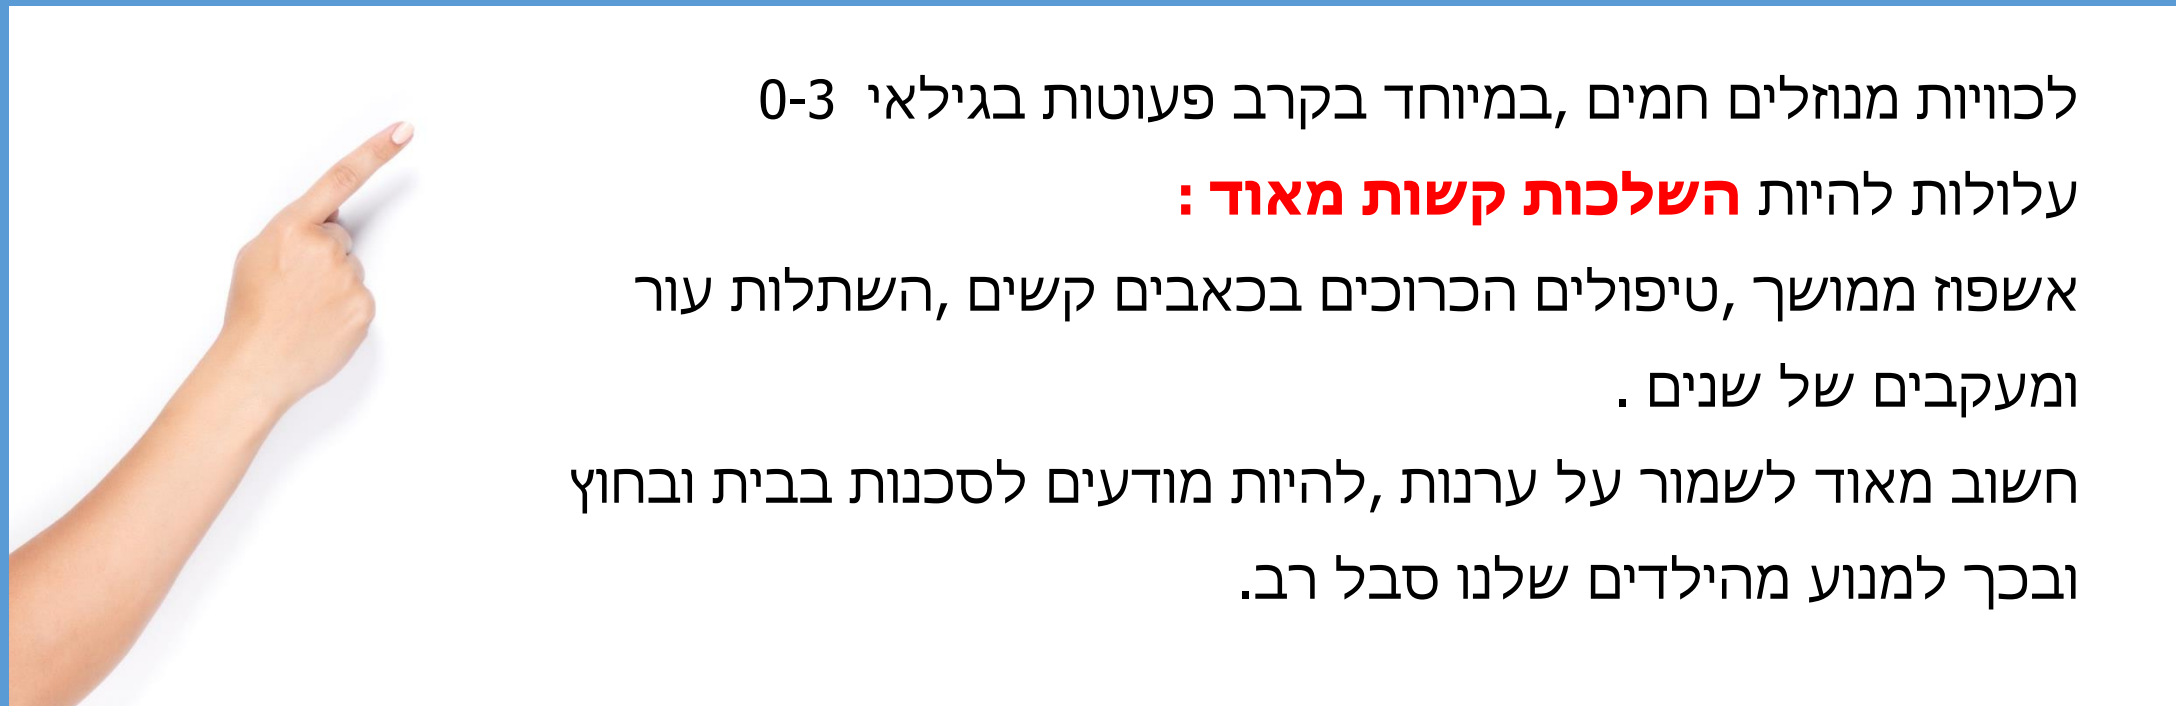 לכוויות מנוזלים חמים ,במיוחד בקרב פעוטות בגילאי 0-3
עלולות להיות השלכות קשות מאוד :
אשפוז ממושך ,טיפולים הכרוכים בכאבים קשים ,השתלות עור
ומעקבים של שנים .
חשוב מאוד לשמור על ערנות ,להיות מודעים לסכנות בבית ובחוץ
ובכך למנוע מהילדים שלנו סבל רב.